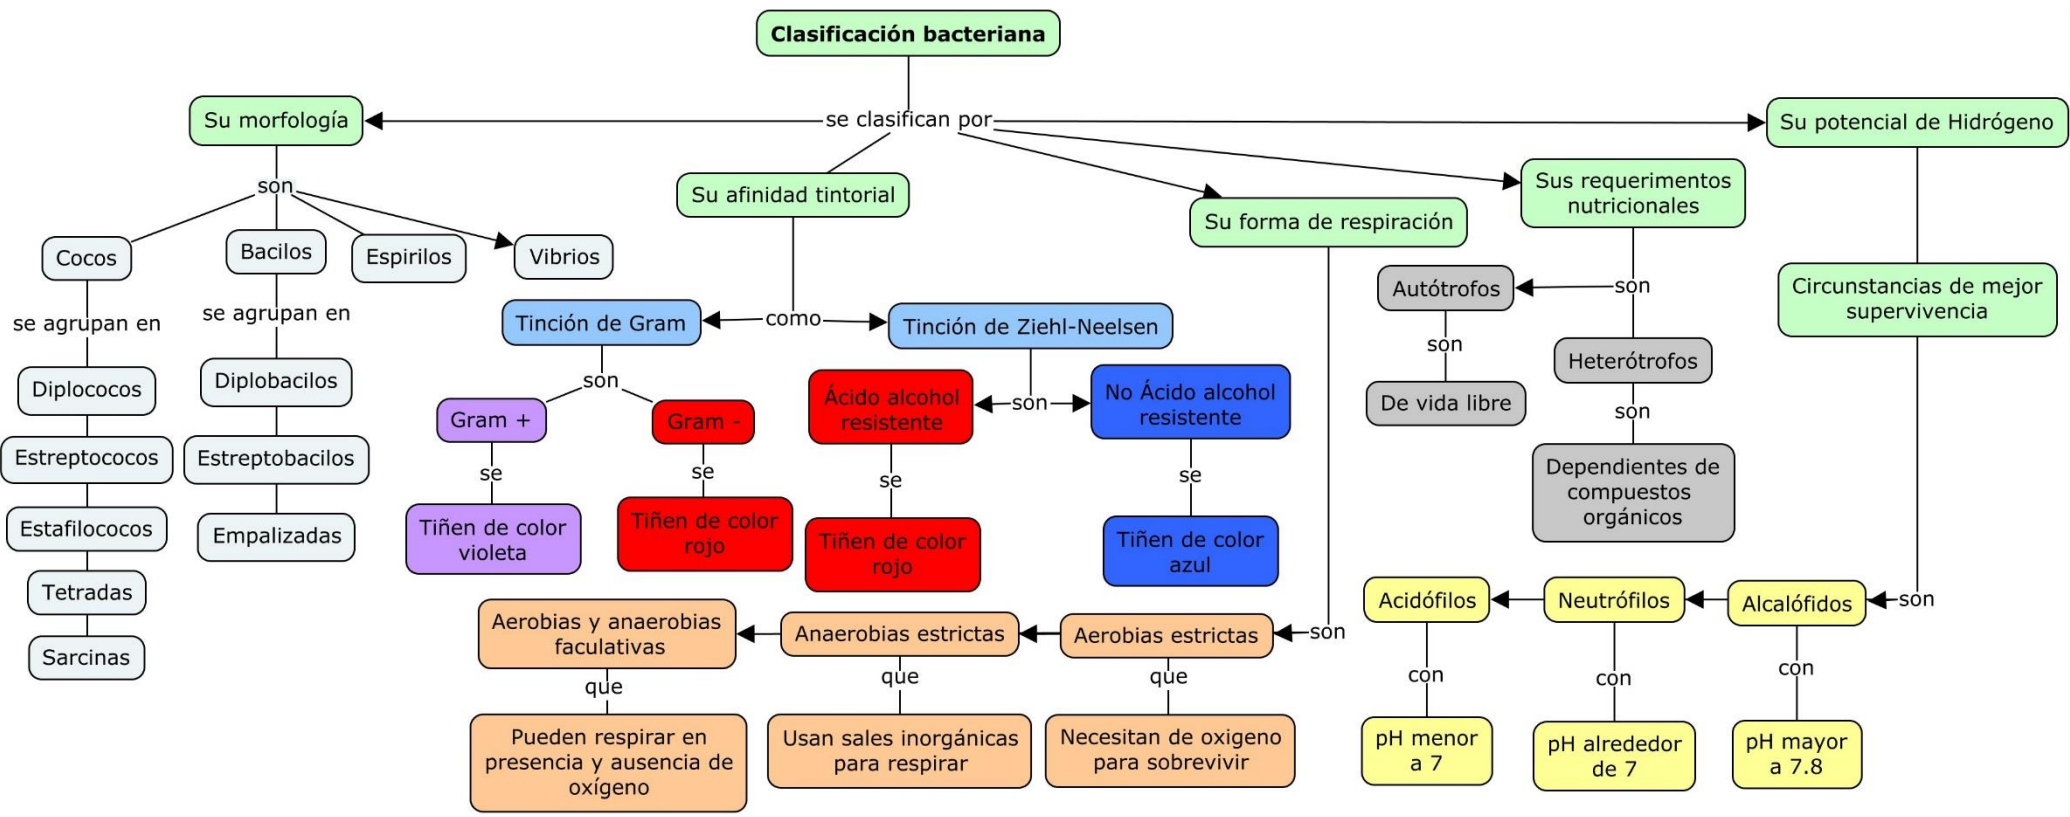 Clasificación bacteriana
se clasifican por
Su morfología
son
Cocos
se agrupan en
Diplococos
Estreptococos
Estafilococos
Tetradas
Sarcinas
Bacilos
se agrupan en
Diplobacilos
Estreptobacilos
Empalizadas
Espirilos
Vibrios
Su afinidad tintorial
como
Tinción de Gram
son
Gram +
se
Tiñen de color
violeta
Gram -
se
Tiñen de color
rojo
Tinción de Ziehl-Neelsen
son
Ácido alcohol
resistente
se
Tiñen de color
rojo
No Ácido alcohol
resistente
se
Tiñen de color
azul
Su forma de respiración
son
Aerobias estrictas
que
Necesitan de oxigeno
para sobrevivir
Anaerobias estrictas
que
Usan sales inorgánicas
para respirar
Aerobias y anaerobias
faculativas
que
Pueden respirar en
presencia y ausencia de
oxígeno
Sus requerimentos
nutricionales
son
Autótrofos
son
De vida libre
Heterótrofos
son
Dependientes de
compuestos
orgánicos
Su potencial de Hidrógeno
Circunstancias de mejor
supervivencia
son
Alcalófidos
con
pH mayor
a 7.8
Neutrófilos
con
pH alrededor
de 7
Acidófilos
con
pH menor
a 7